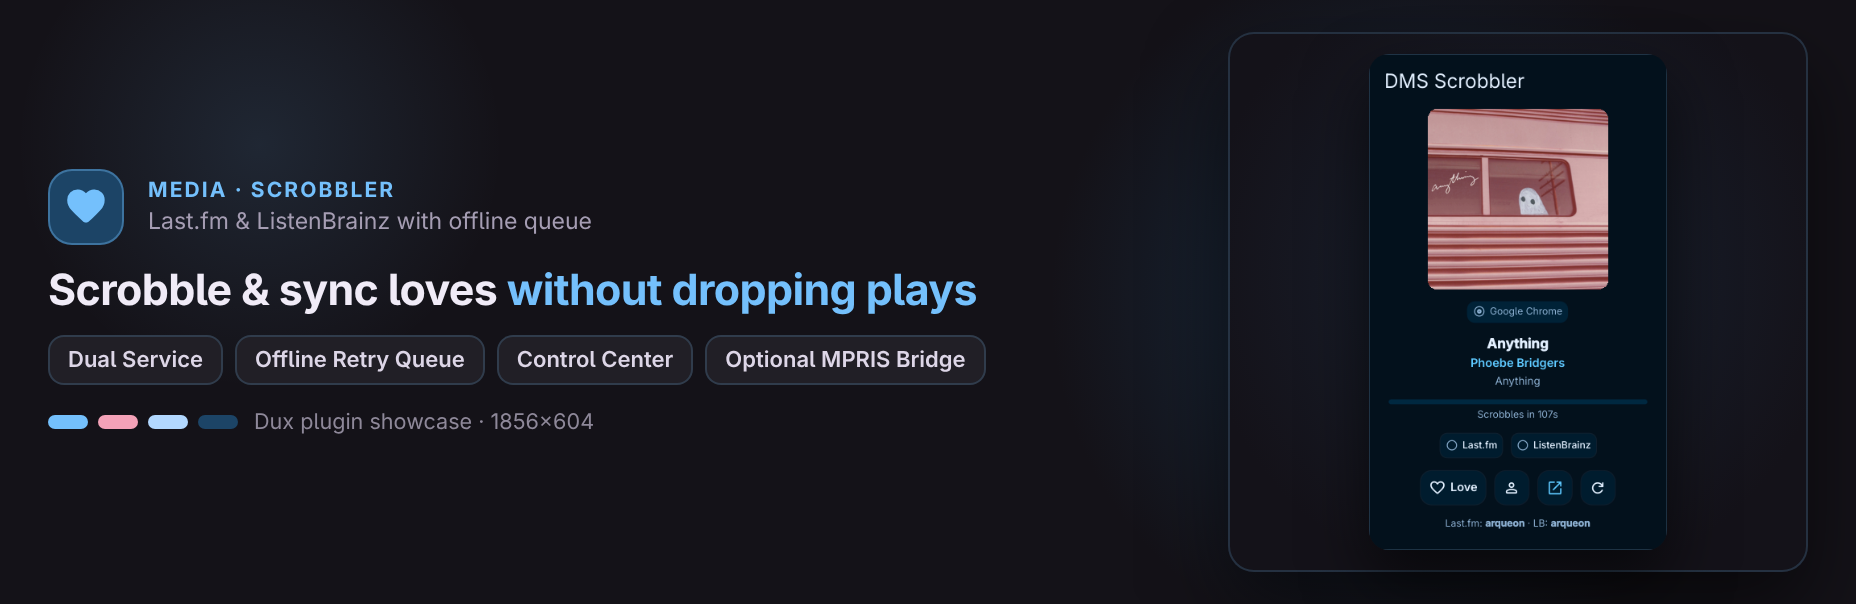 MEDIA · SCROBBLER
Last.fm & ListenBrainz with offline queue
Scrobble & sync loves without dropping plays
Dual Service
Offline Retry Queue
Control Center
Optional MPRIS Bridge
Dux plugin showcase · 1856×604
DMS Scrobbler
anything
Google Chrome
Anything
Phoebe Bridgers
Anything
Scrobbles in 107s
Last.fm
ListenBrainz
Love
Last.fm: arqueon · LB: arqueon